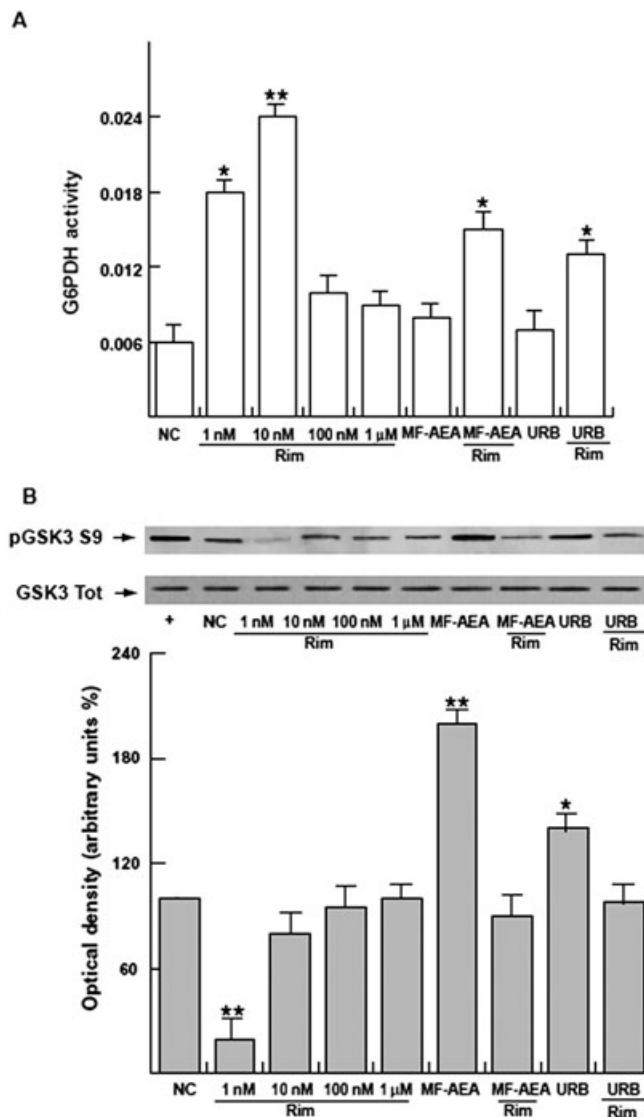 A
G6PDH activity
0.024
0.018
0.012
0.006
**
*
*
*
NC 1 nM 10 nM 100 nM 1 µM MF-AEA MF-AEA URB URB
Rim Rim Rim
B
pGSK3 S9
GSK3 Tot
+ NC 1 nM 10 nM 100 nM 1 µM MF-AEA MF-AEA URB URB
Rim Rim Rim
Optical density (arbitrary units %)
240
180
120
60
**
*
**
NC 1 nM 10 nM 100 nM 1 µM MF-AEA MF-AEA URB URB
Rim Rim Rim